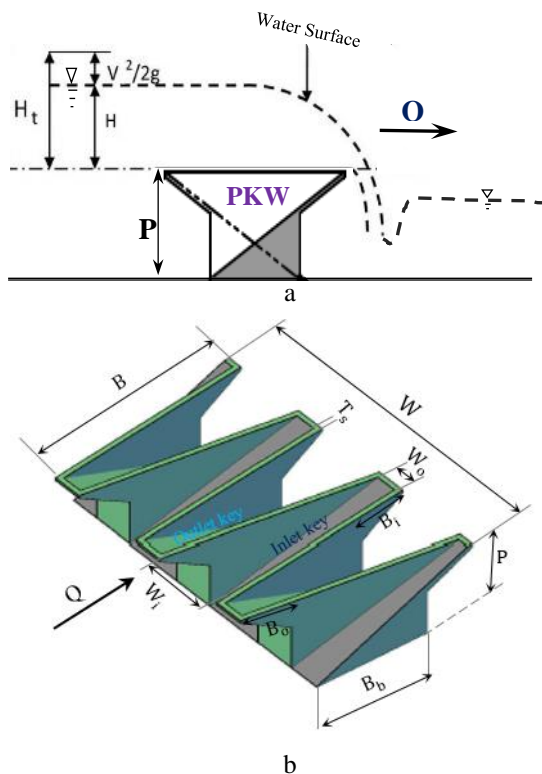 Water Surface
V²/2g
H_t
H
O
PKW
P
a
B
W
T_s
W_o
Outlet key
Inlet key
B_i
P
Q
W_i
B_o
B_b
b